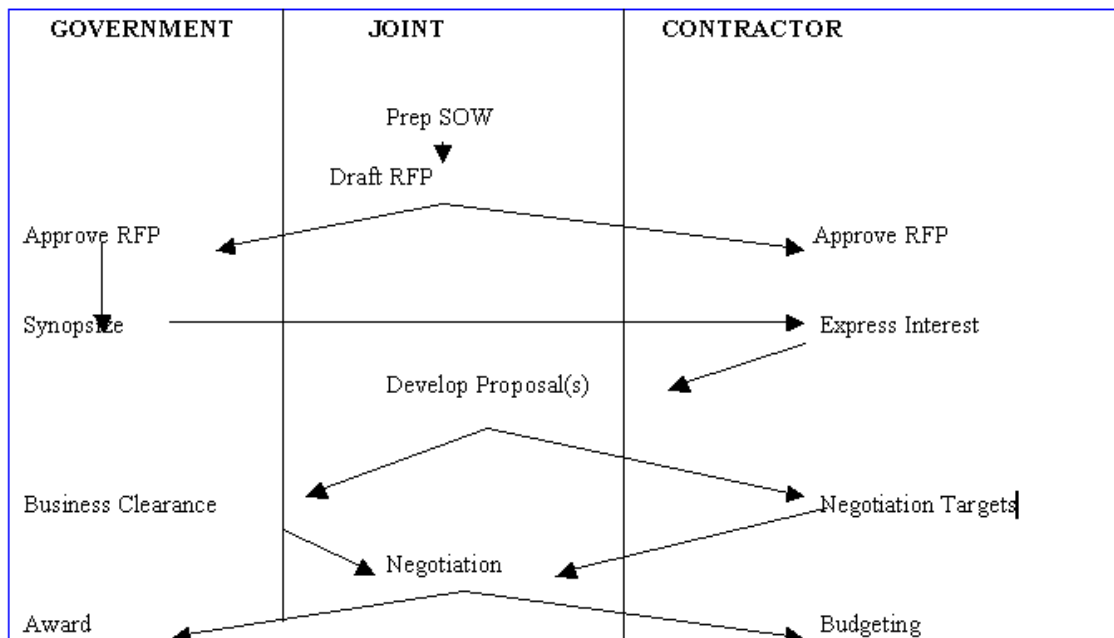 GOVERNMENT JOINT CONTRACTOR
Prep SOW
Draft RFP
Approve RFP Approve RFP
Synopsize Express Interest
Develop Proposal(s)
Business Clearance Negotiation Targets
Negotiation
Award Budgeting